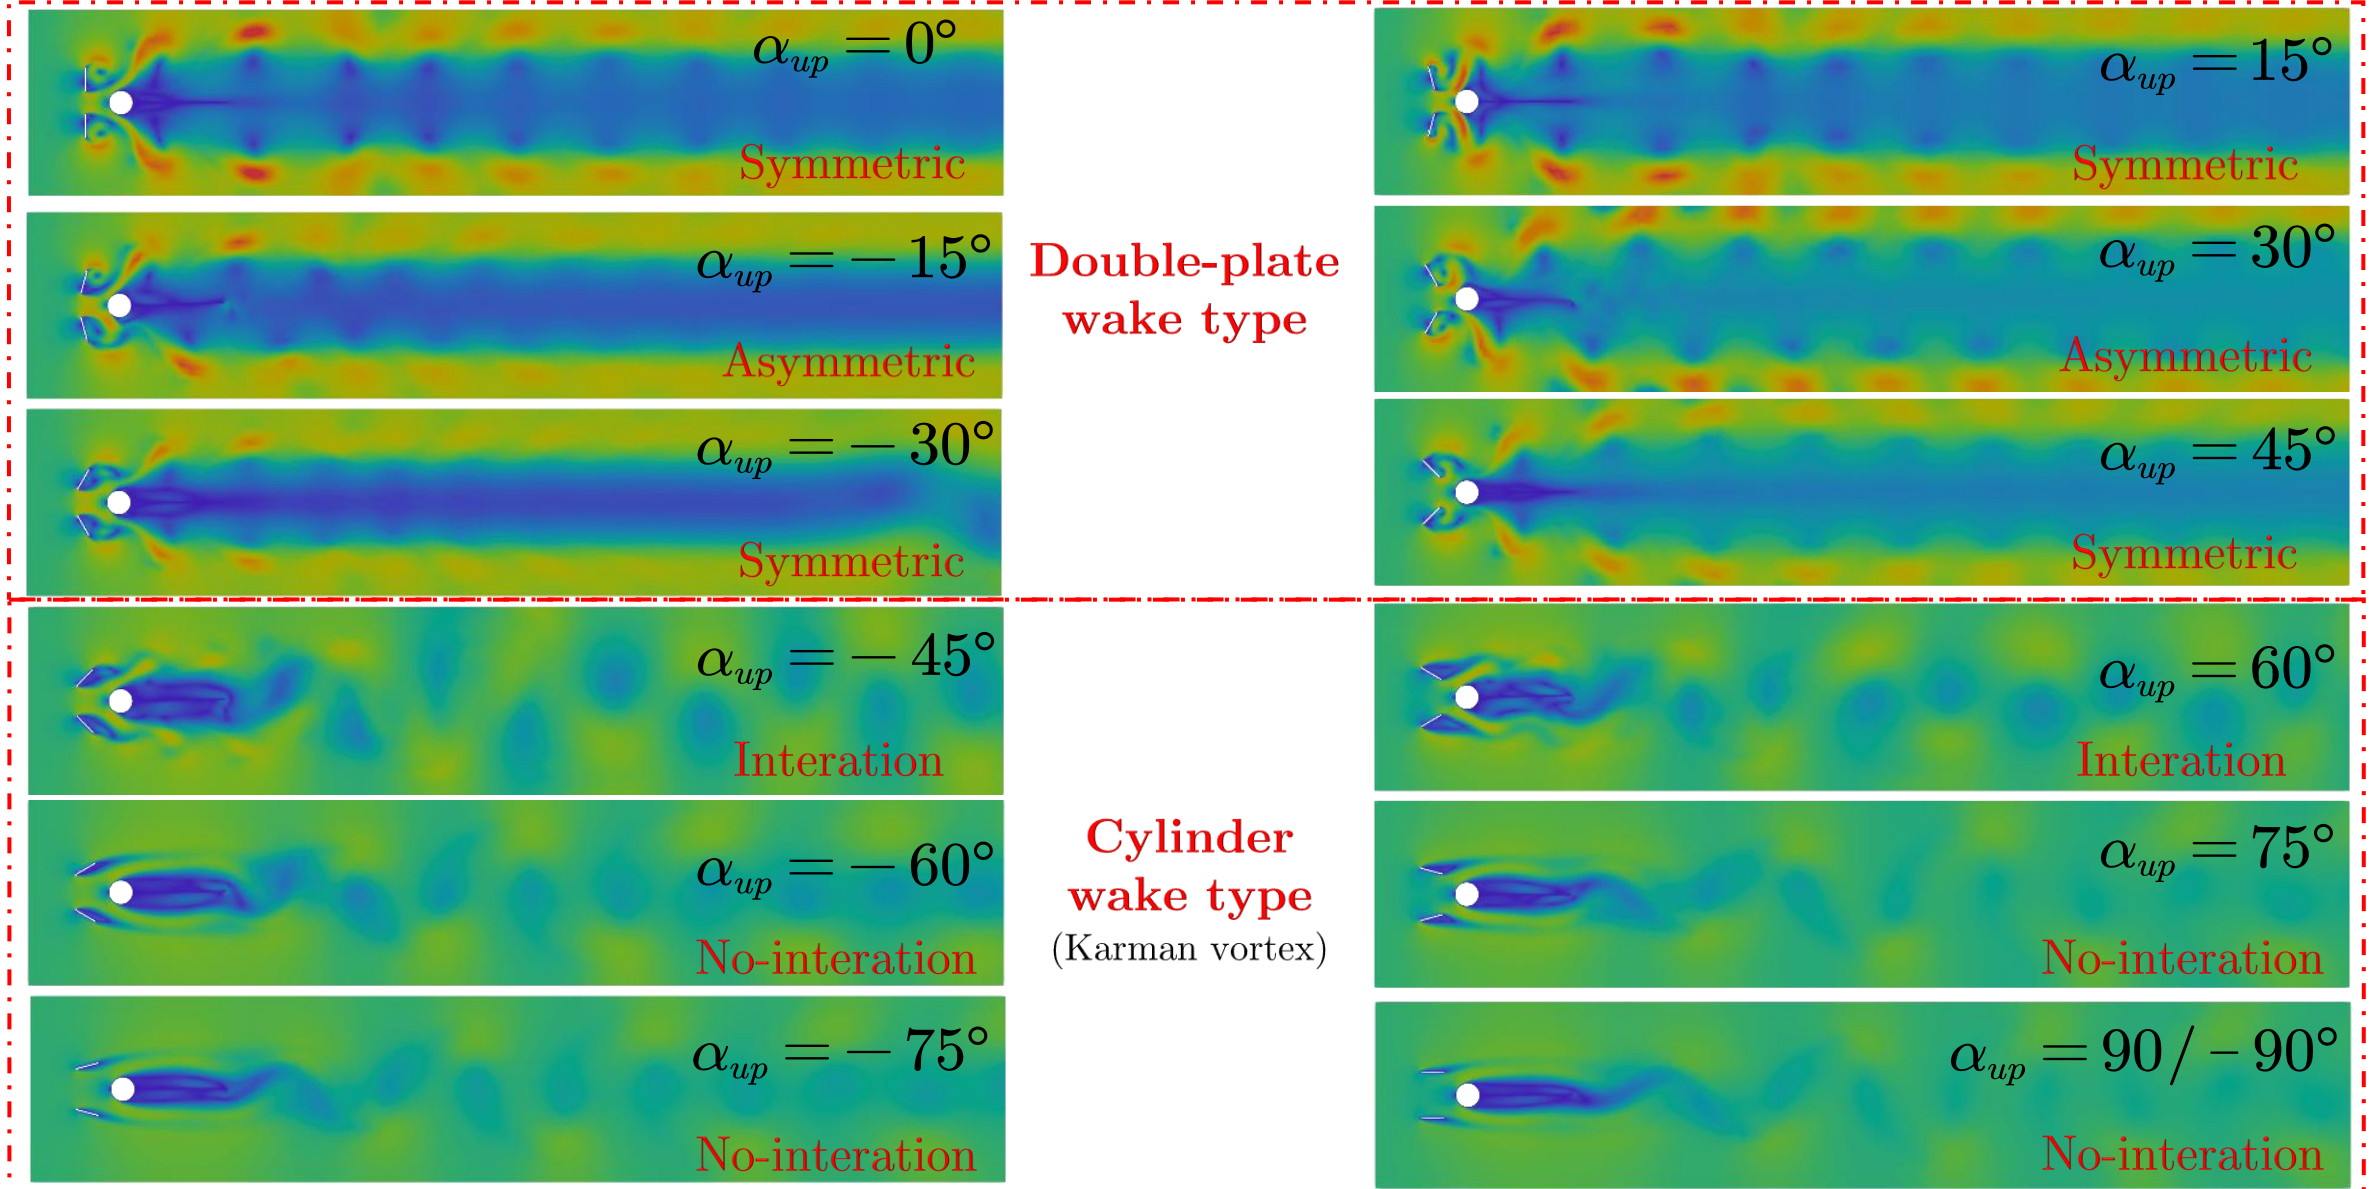 α_up = 0°
Symmetric
α_up = 15°
Symmetric
α_up = − 15°
Asymmetric
Double-plate
wake type
α_up = 30°
Asymmetric
α_up = − 30°
Symmetric
α_up = 45°
Symmetric
α_up = − 45°
Interation
α_up = 60°
Interation
α_up = − 60°
No-interation
Cylinder
wake type
(Karman vortex)
α_up = 75°
No-interation
α_up = − 75°
No-interation
α_up = 90/−90°
No-interation